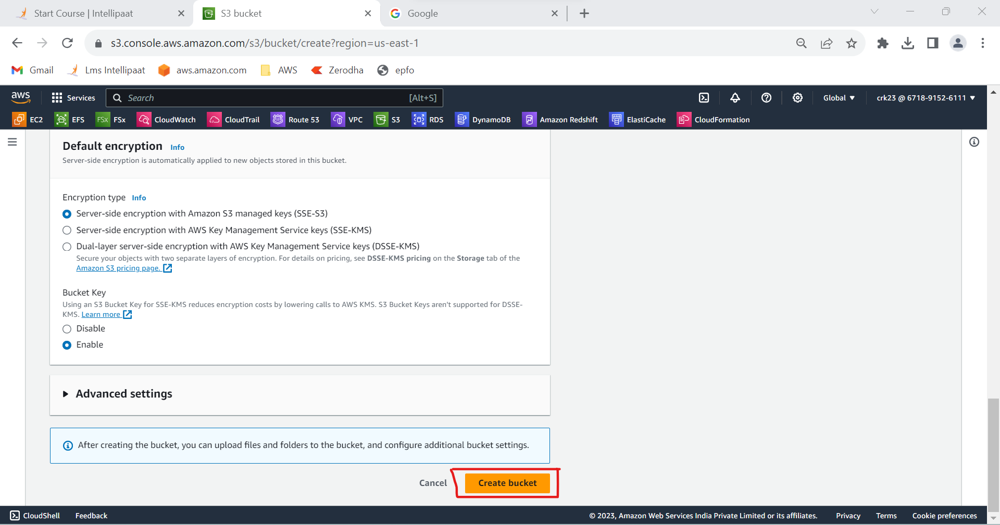 Start Course | Intellipaat
S3 bucket
Google
s3.console.aws.amazon.com/s3/bucket/create?region=us-east-1
Gmail
Lms Intellipaat
aws.amazon.com
AWS
Zerodha
epfo
aws
Services
Search
[Alt+S]
Global
crk23 @ 6718-9152-6111
EC2
EFS
FSx
FSx
CloudWatch
CloudTrail
Route 53
VPC
S3
RDS
DynamoDB
Amazon Redshift
ElastiCache
CloudFormation
Default encryption Info
Server-side encryption is automatically applied to new objects stored in this bucket.
Encryption type Info
Server-side encryption with Amazon S3 managed keys (SSE-S3)
Server-side encryption with AWS Key Management Service keys (SSE-KMS)
Dual-layer server-side encryption with AWS Key Management Service keys (DSSE-KMS)
Secure your objects with two separate layers of encryption. For details on pricing, see DSSE-KMS pricing on the Storage tab of the
Amazon S3 pricing page.
Bucket Key
Using an S3 Bucket Key for SSE-KMS reduces encryption costs by lowering calls to AWS KMS. S3 Bucket Keys aren't supported for DSSE-
KMS. Learn more
Disable
Enable
Advanced settings
After creating the bucket, you can upload files and folders to the bucket, and configure additional bucket settings.
Cancel
Create bucket
CloudShell
Feedback
© 2023, Amazon Web Services India Private Limited or its affiliates.
Privacy
Terms
Cookie preferences